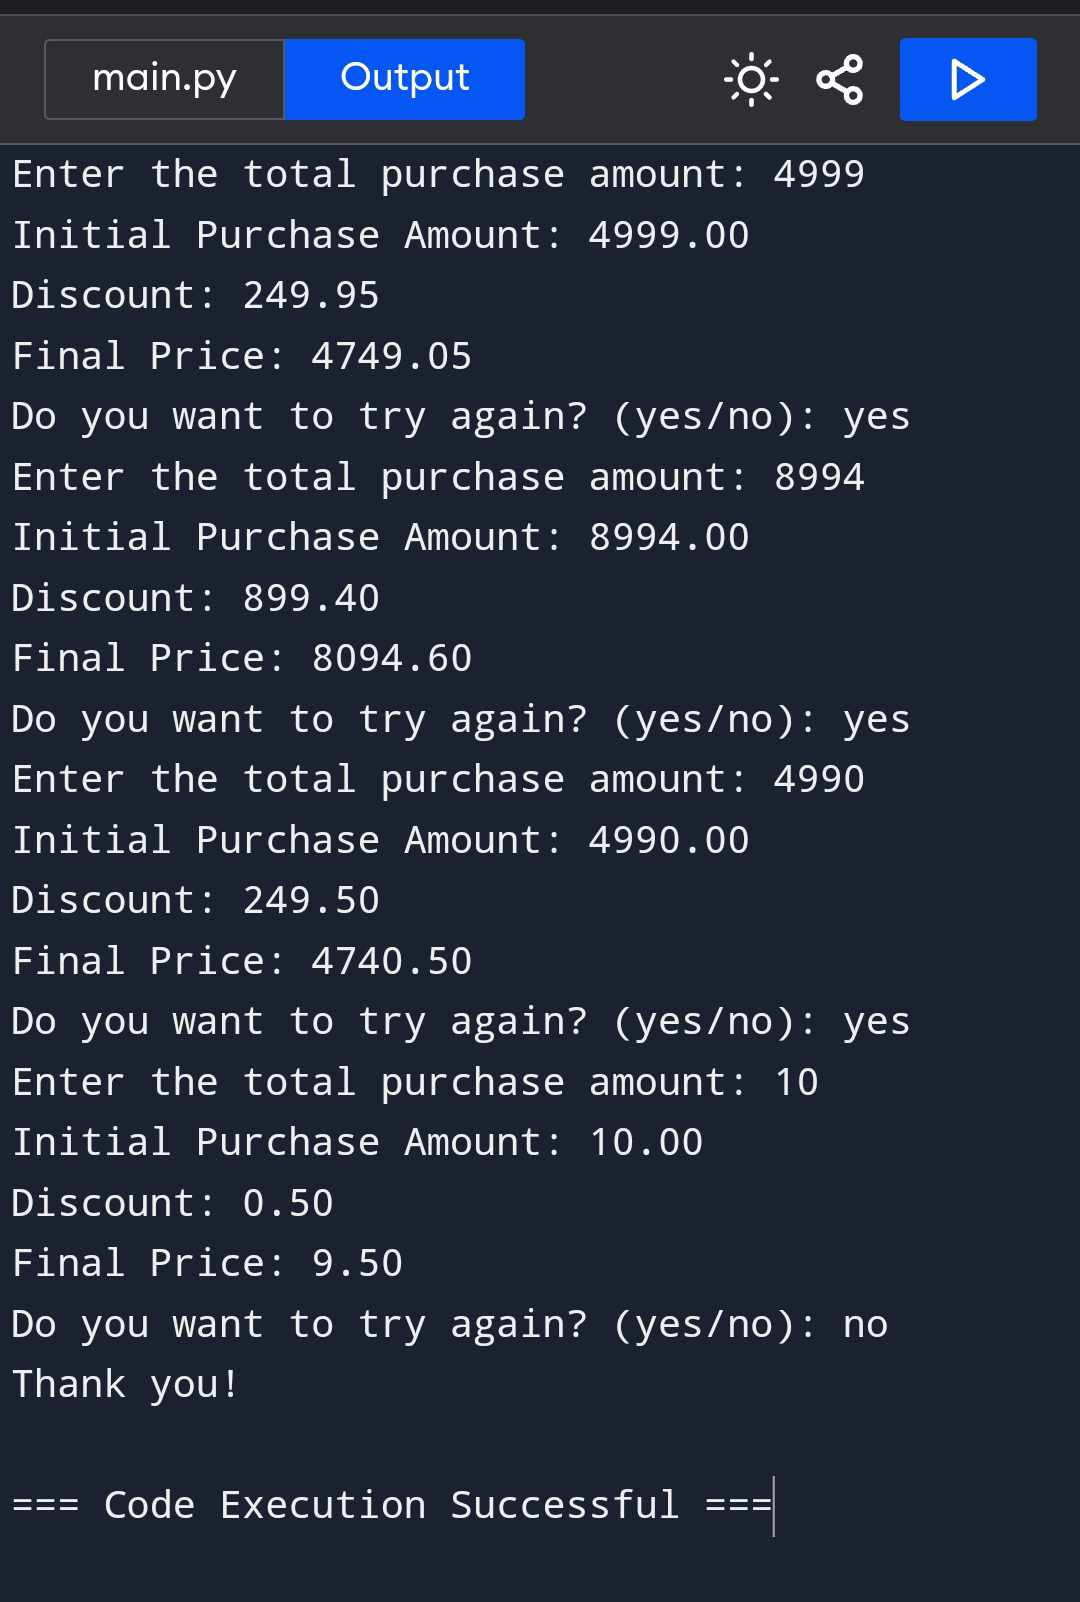 main.py Output
Enter the total purchase amount: 4999
Initial Purchase Amount: 4999.00
Discount: 249.95
Final Price: 4749.05
Do you want to try again? (yes/no): yes
Enter the total purchase amount: 8994
Initial Purchase Amount: 8994.00
Discount: 899.40
Final Price: 8094.60
Do you want to try again? (yes/no): yes
Enter the total purchase amount: 4990
Initial Purchase Amount: 4990.00
Discount: 249.50
Final Price: 4740.50
Do you want to try again? (yes/no): yes
Enter the total purchase amount: 10
Initial Purchase Amount: 10.00
Discount: 0.50
Final Price: 9.50
Do you want to try again? (yes/no): no
Thank you!
=== Code Execution Successful ===